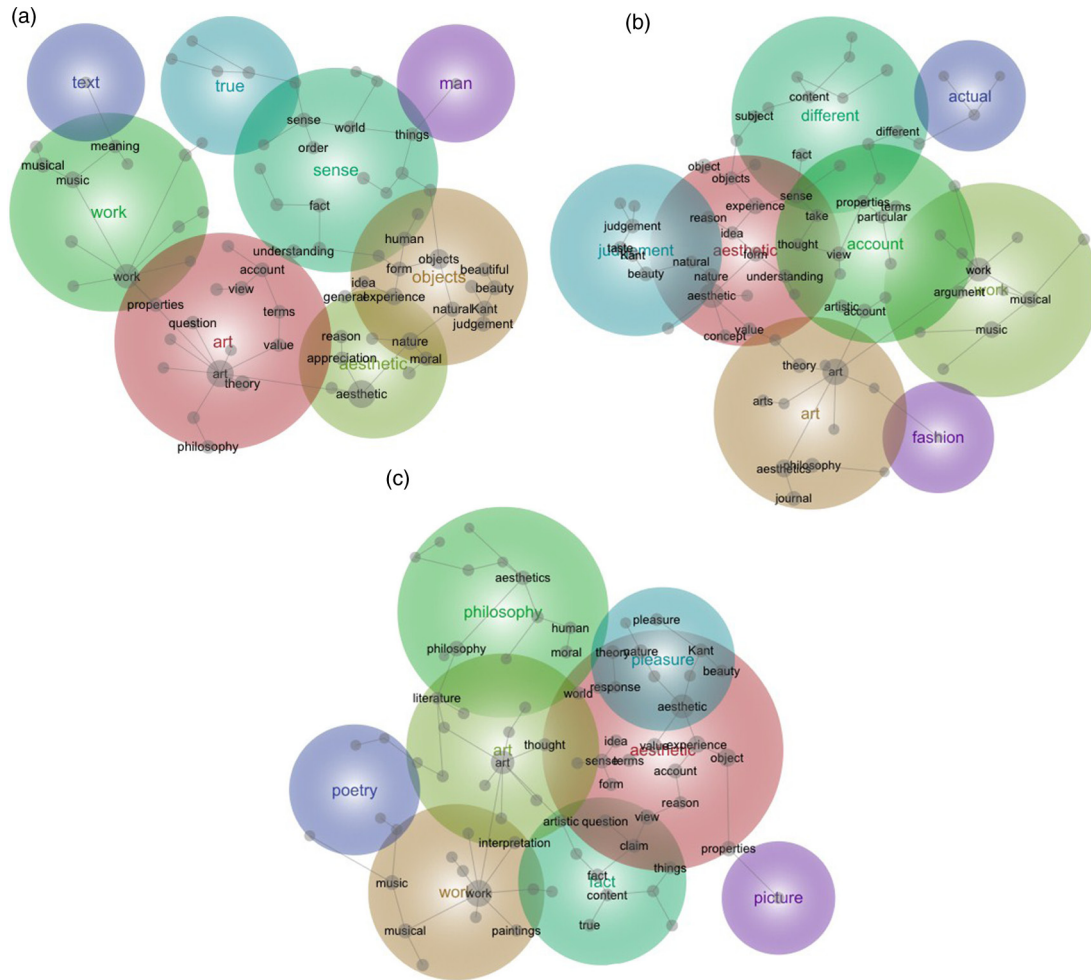 (a)
text
true
man
sense
world
things
order
meaning
musical
music
sense
work
fact
human
understanding
objects
work
account
form
beautiful
idea
objects
view
general
experience
beauty
properties
natural
Kant
terms
question
judgement
reason
nature
art
value
appreciation
moral
aesthetic
art
theory
aesthetic
philosophy
(b)
content
actual
subject
different
different
fact
object
objects
sense
properties
experience
terms
judgement
reason
take
particular
idea
taste
thought
account
judgement
aesthetic
view
Kant
form
natural
work
beauty
nature
understanding
argument
work
aesthetic
artistic
musical
account
value
music
concept
theory
art
arts
art
fashion
aesthetics
philosophy
journal
(c)
aesthetics
philosophy
pleasure
human
philosophy
moral
theory
nature
Kant
pleasure
beauty
response
literature
world
aesthetic
idea
thought
value
experience
art
aesthetic
art
sense
terms
object
account
form
poetry
reason
artistic
question
view
interpretation
claim
properties
things
fact
music
fact
work
work
content
picture
musical
paintings
true